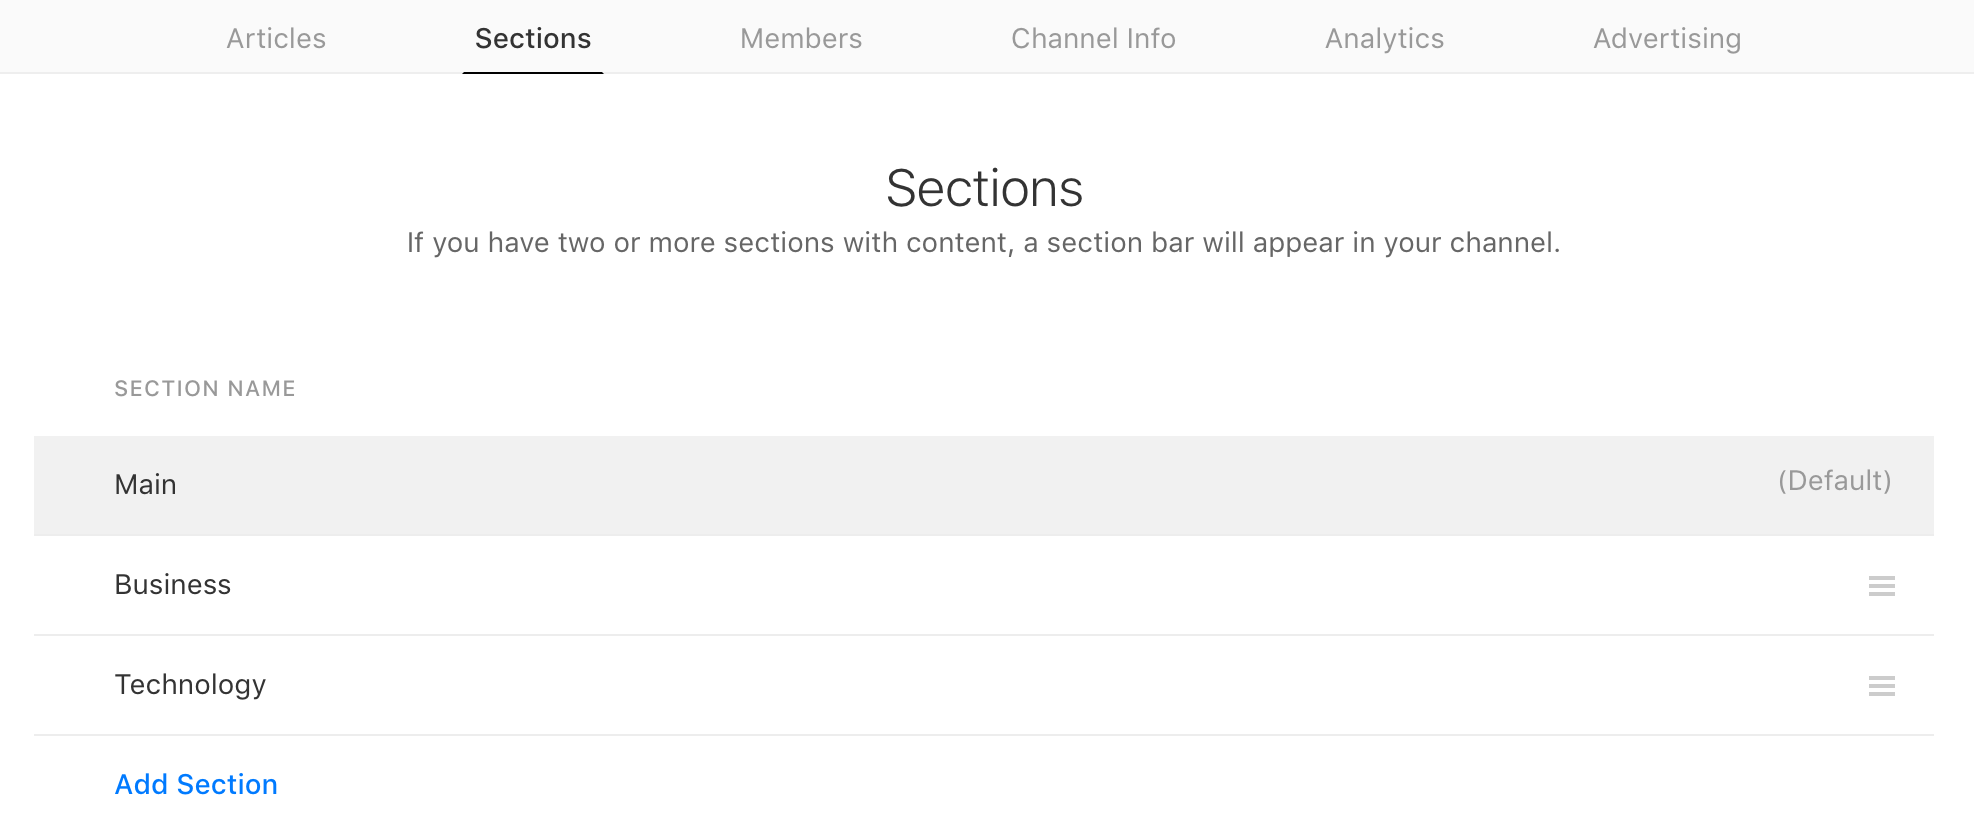 Articles Sections Members Channel Info Analytics Advertising
Sections
If you have two or more sections with content, a section bar will appear in your channel.
SECTION NAME
Main (Default)
Business
Technology
Add Section